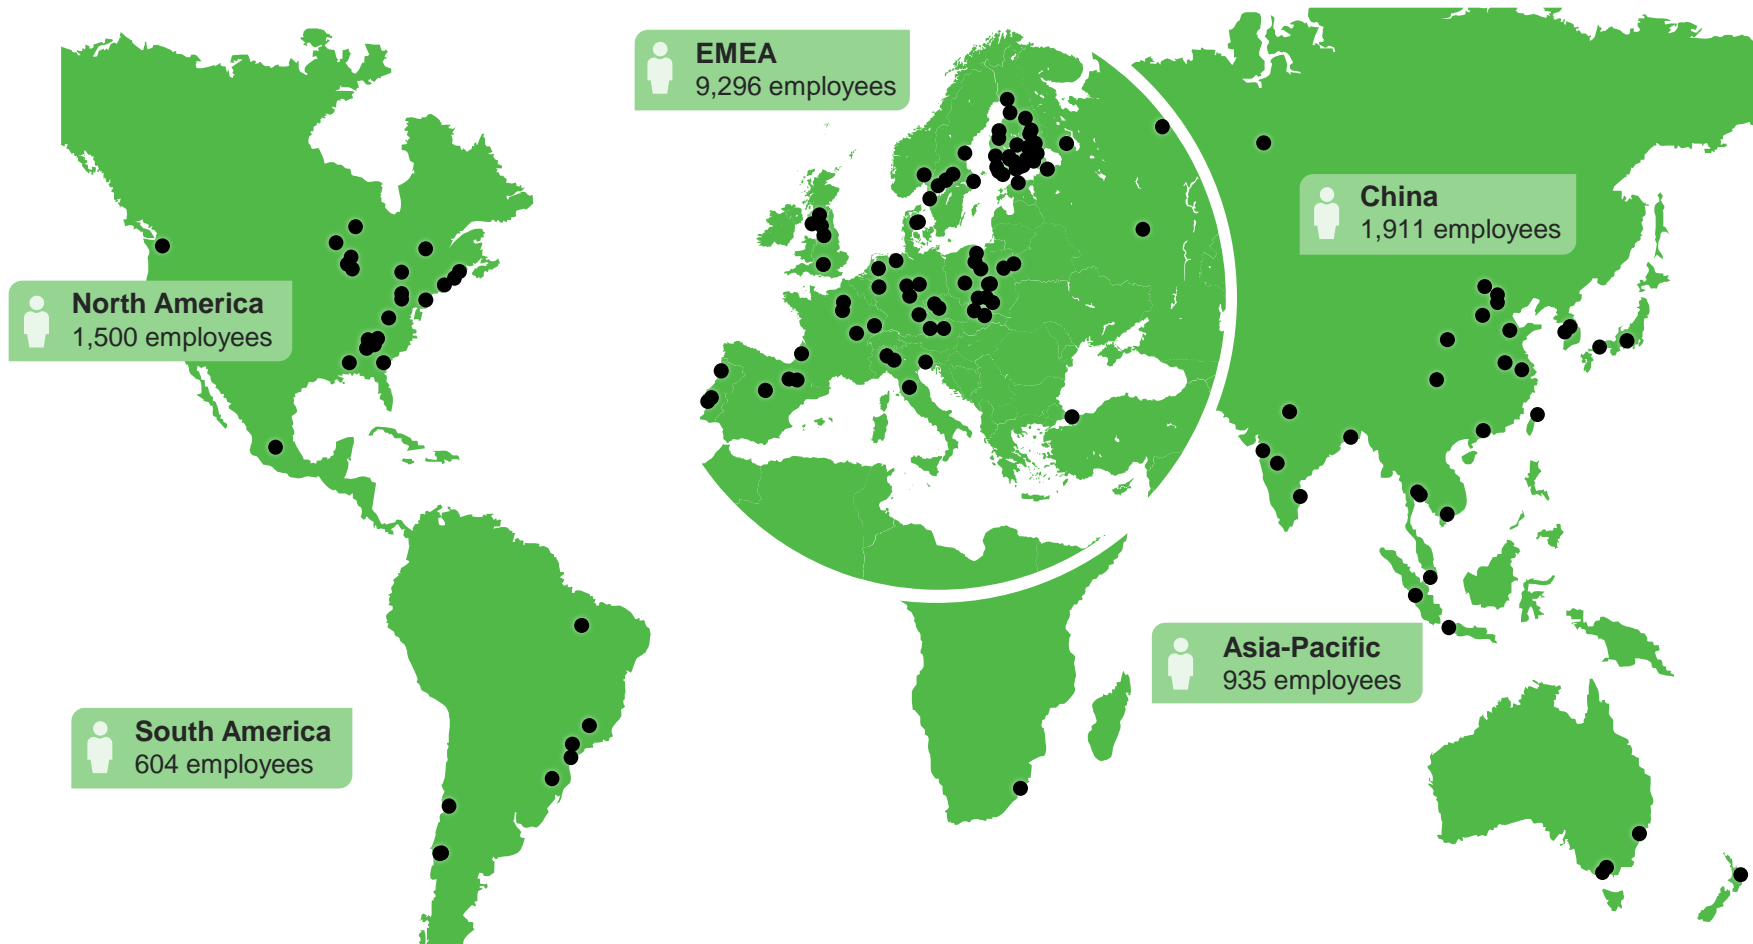 EMEA
9,296 employees
China
1,911 employees
North America
1,500 employees
Asia-Pacific
935 employees
South America
604 employees